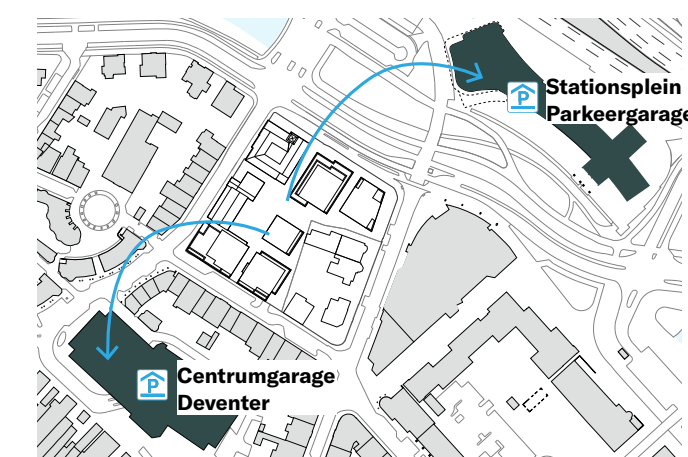 Stationsplein
Parkeergarage
P
Centrumgarage
Deventer
P